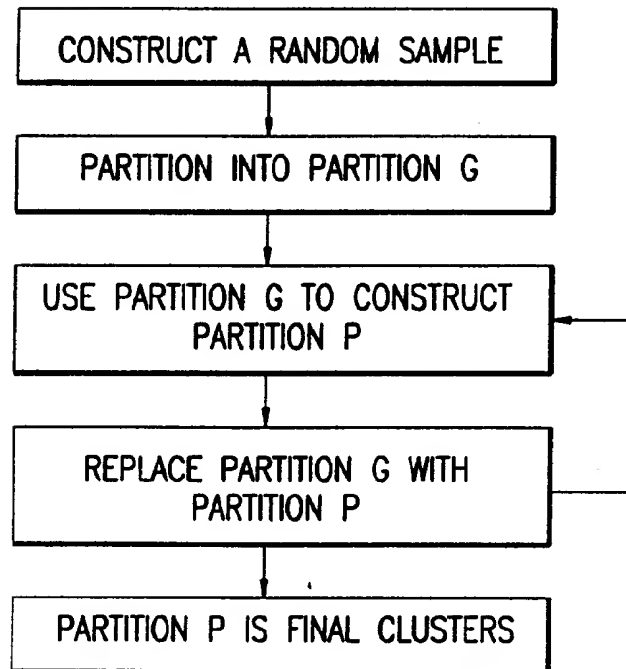 CONSTRUCT A RANDOM SAMPLE
PARTITION INTO PARTITION G
USE PARTITION G TO CONSTRUCT
PARTITION P
REPLACE PARTITION G WITH
PARTITION P
PARTITION P IS FINAL CLUSTERS